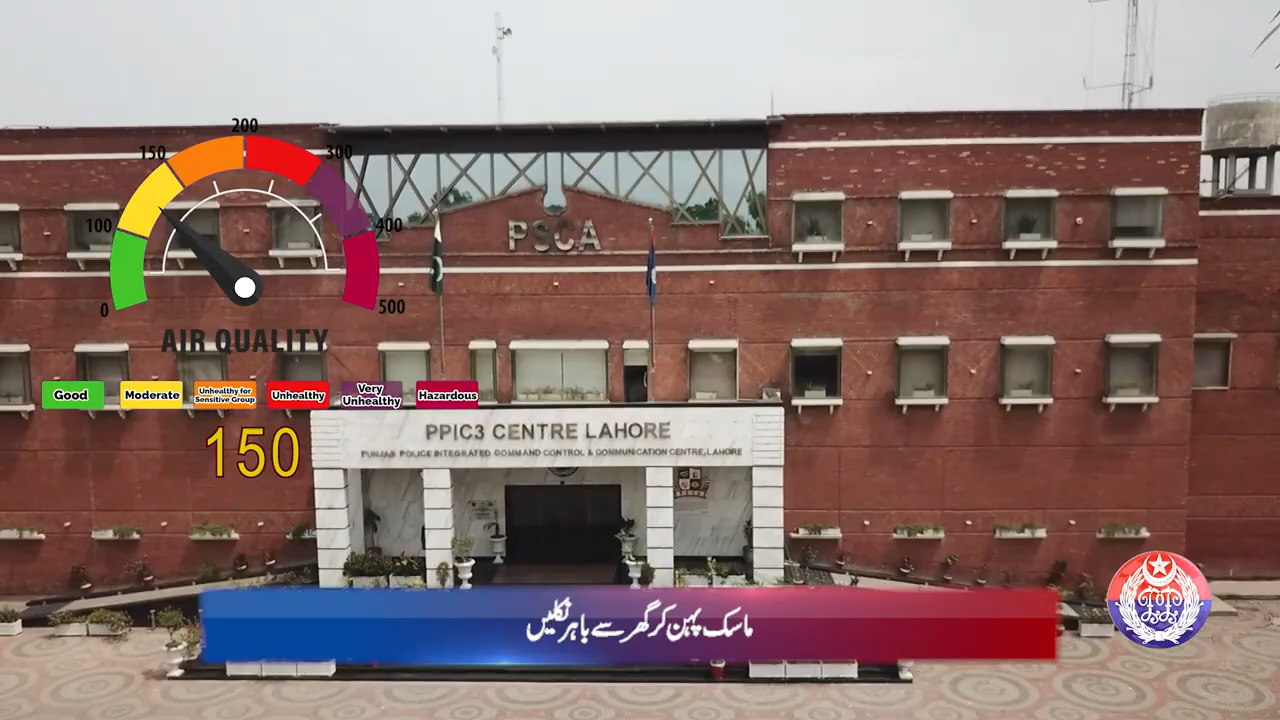 200
150
300
100
400
0
500
AIR QUALITY
Good
Moderate
Unhealthy for
Sensitive Group
Unhealthy
Very
Unhealthy
Hazardous
150
PSCA
PPIC3 CENTRE LAHORE
PUNJAB POLICE INTEGRATED COMMAND CONTROL & COMMUNICATION CENTRE, LAHORE
ماسک پہن کر گھر سے باہر نکلیں